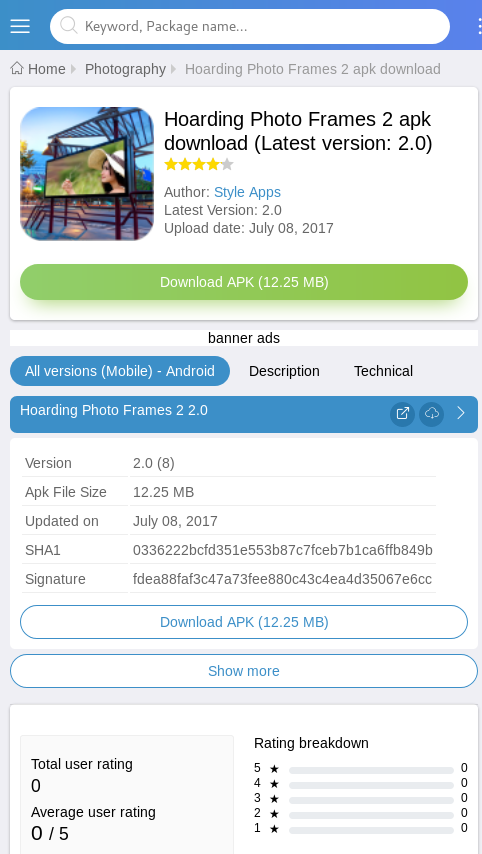 Keyword, Package name...
Home Photography Hoarding Photo Frames 2 apk download
Hoarding Photo Frames 2 apk
download (Latest version: 2.0)
Author: Style Apps
Latest Version: 2.0
Upload date: July 08, 2017
Download APK (12.25 MB)
banner ads
All versions (Mobile) - Android Description Technical
Hoarding Photo Frames 2 2.0
Version 2.0 (8)
Apk File Size 12.25 MB
Updated on July 08, 2017
SHA1 0336222bcfd351e553b87c7fceb7b1ca6ffb849b
Signature fdea88faf3c47a73fee880c43c4ea4d35067e6cc
Download APK (12.25 MB)
Show more
Total user rating
0
Average user rating
0 / 5
Rating breakdown
5 ★ 0
4 ★ 0
3 ★ 0
2 ★ 0
1 ★ 0